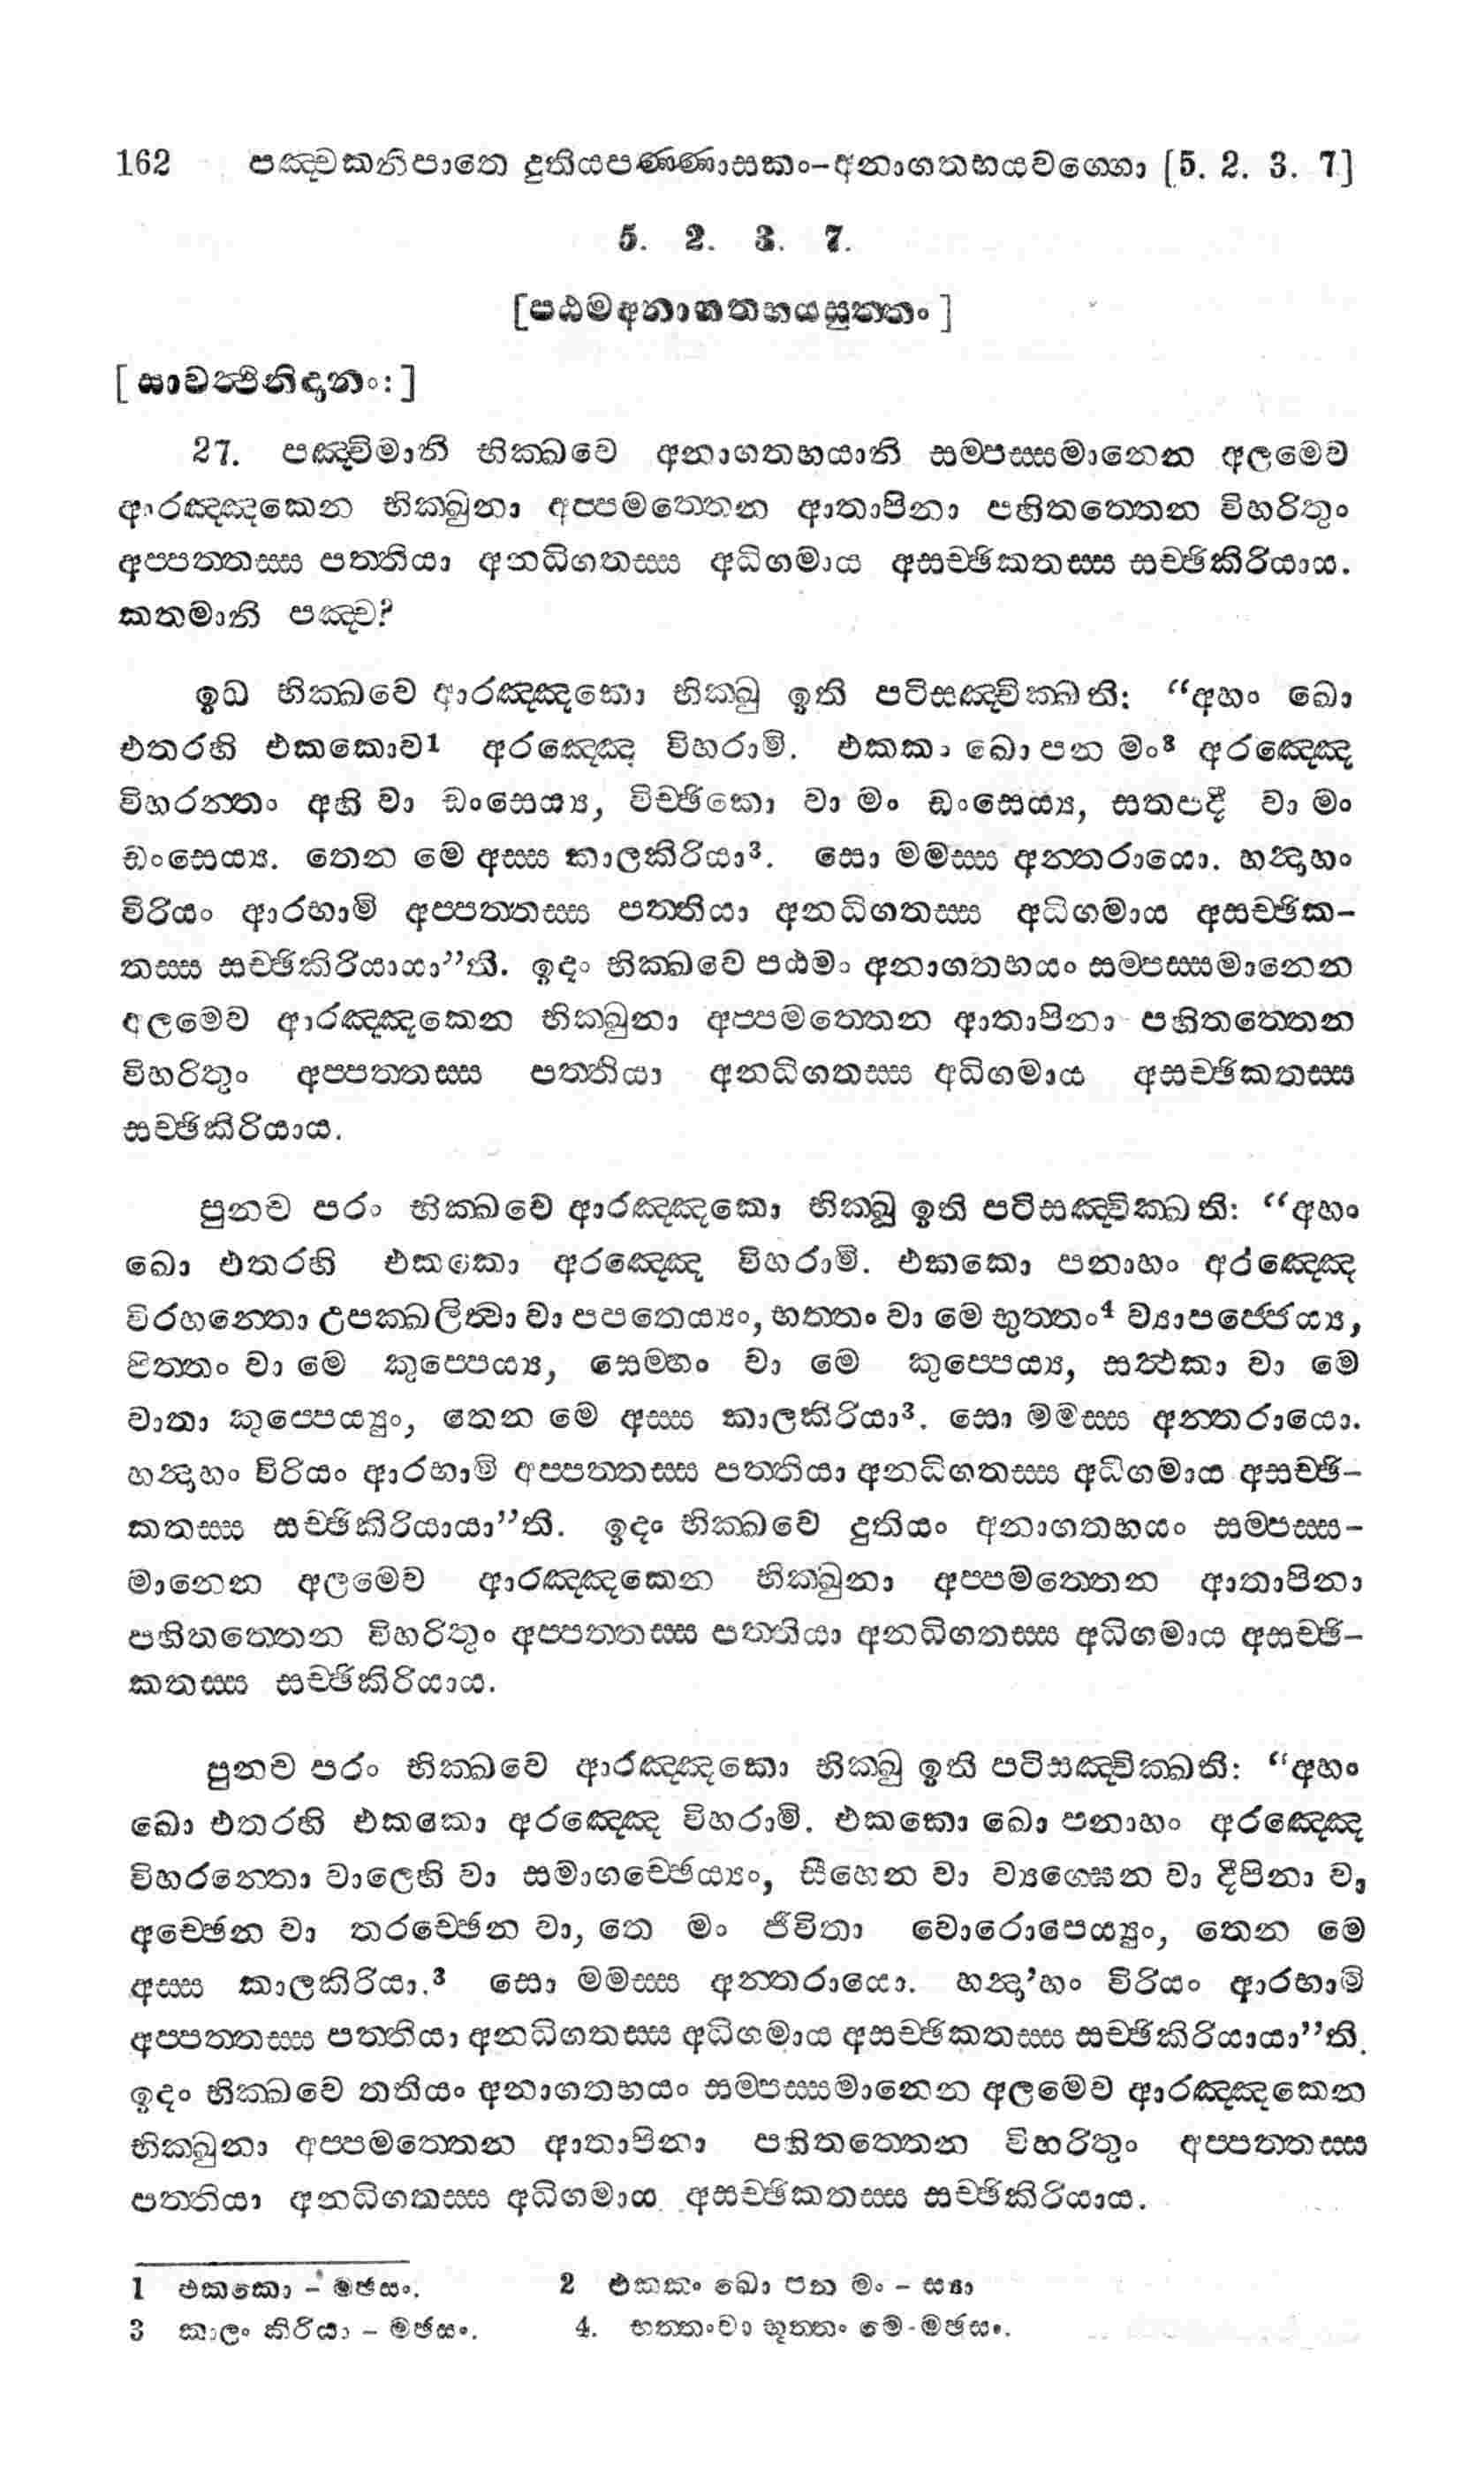 162 පඤ්චකනිපාතෙ දුතියපණ්ණාසකං-අනාගතභයවග්ගො [5. 2. 3. 7]
5. 2. 3. 7.
[පඨමඅනාගතභයසුත්තං]
[සාවත්ථිනිදානං:]
27. පඤ්චිමානි භික්ඛවෙ අනාගතභයානි සම්පස්සමානෙන අලමෙව
ආරඤ්ඤකෙන භික්ඛුනා අප්පමත්තෙන ආතාපිනා පහිතත්තෙන විහරිතුං
අප්පත්තස්ස පත්තියා අනධිගතස්ස අධිගමාය අසච්ඡිකතස්ස සච්ඡිකිරියාය.
කතමානි පඤ්ච?
ඉධ භික්ඛවෙ ආරඤ්ඤකො භික්ඛු ඉති පටිසඤ්චික්ඛති: “අහං ඛො
එතරහි එකකොව1 අරඤ්ඤෙ විහරාමි. එකකා ඛො පන මං3 අරඤ්ඤෙ
විහරන්තං අහි වා ඩංසෙය්‍ය, විච්ඡිකො වා මං ඩංසෙය්‍ය, සතපදී වා මං
ඩංසෙය්‍ය. තෙන මෙ අස්ස කාලකිරියා3. සො මමස්ස අන්තරායො. හන්දාහං
විරියං ආරභාමි අප්පත්තස්ස පත්තියා අනධිගතස්ස අධිගමාය අසච්ඡික-
තස්ස සච්ඡිකිරියායා”ති. ඉදං භික්ඛවෙ පඨමං අනාගතභයං සම්පස්සමානෙන
අලමෙව ආරඤ්ඤකෙන භික්ඛුනා අප්පමත්තෙන ආතාපිනා පහිතත්තෙන
විහරිතුං අප්පත්තස්ස පත්තියා අනධිගතස්ස අධිගමාය අසච්ඡිකතස්ස
සච්ඡිකිරියාය.
පුනච පරං භික්ඛවෙ ආරඤ්ඤකො භික්ඛු ඉති පටිසඤ්චික්ඛති: “අහං
ඛො එතරහි එකකො අරඤ්ඤෙ විහරාමි. එකකො පනාහං අරඤ්ඤෙ
විරහන්තො උපක්ඛලිත්වා වා පපතෙය්‍යං, භත්තං වා මෙ භුත්තං4 ව්‍යාපජ්ජෙය්‍ය,
පිත්තං වා මෙ කුප්පෙය්‍ය, සෙම්හං වා මෙ කුප්පෙය්‍ය, සත්ථකා වා මෙ
වාතා කුප්පෙය්‍යුං, තෙන මෙ අස්ස කාලකිරියා3. සො මමස්ස අන්තරායො.
හන්දාහං විරියං ආරභාමි අප්පත්තස්ස පත්තියා අනධිගතස්ස අධිගමාය අසච්ඡි-
කතස්ස සච්ඡිකිරියායා”ති. ඉදං භික්ඛවෙ දුතියං අනාගතභයං සම්පස්ස-
මානෙන අලමෙව ආරඤ්ඤකෙන භික්ඛුනා අප්පමත්තෙන ආතාපිනා
පහිතත්තෙන විහරිතුං අප්පත්තස්ස පත්තියා අනධිගතස්ස අධිගමාය අසච්ඡි-
කතස්ස සච්ඡිකිරියාය.
පුනච පරං භික්ඛවෙ ආරඤ්ඤකො භික්ඛු ඉති පටිසඤ්චික්ඛති: “අහං
ඛො එතරහි එකකො අරඤ්ඤෙ විහරාමි. එකකො ඛො පනාහං අරඤ්ඤෙ
විහරන්තො වාලෙහි වා සමාගච්ඡෙය්‍යං, සීහෙන වා ව්‍යග්ඝෙන වා දීපිනා වා,
අච්ඡෙන වා තරච්ඡෙන වා, තෙ මං ජීවිතා වොරොපෙය්‍යුං, තෙන මෙ
අස්ස කාලකිරියා.3 සො මමස්ස අන්තරායො. හන්දා’හං විරියං ආරභාමි
අප්පත්තස්ස පත්තියා අනධිගතස්ස අධිගමාය අසච්ඡිකතස්ස සච්ඡිකිරියායා”ති.
ඉදං භික්ඛවෙ තතියං අනාගතභයං සම්පස්සමානෙන අලමෙව ආරඤ්ඤකෙන
භික්ඛුනා අප්පමත්තෙන ආතාපිනා පහිතත්තෙන විහරිතුං අප්පත්තස්ස
පත්තියා අනධිගතස්ස අධිගමාය අසච්ඡිකතස්ස සච්ඡිකිරියාය.
1 එකකො - මඡසං. 2 එකකං ඛො පන මං - ස්‍යා
3 කාලං කිරියා - මඡසං. 4. භත්තංවා භූත්තං මෙ-මඡසං.